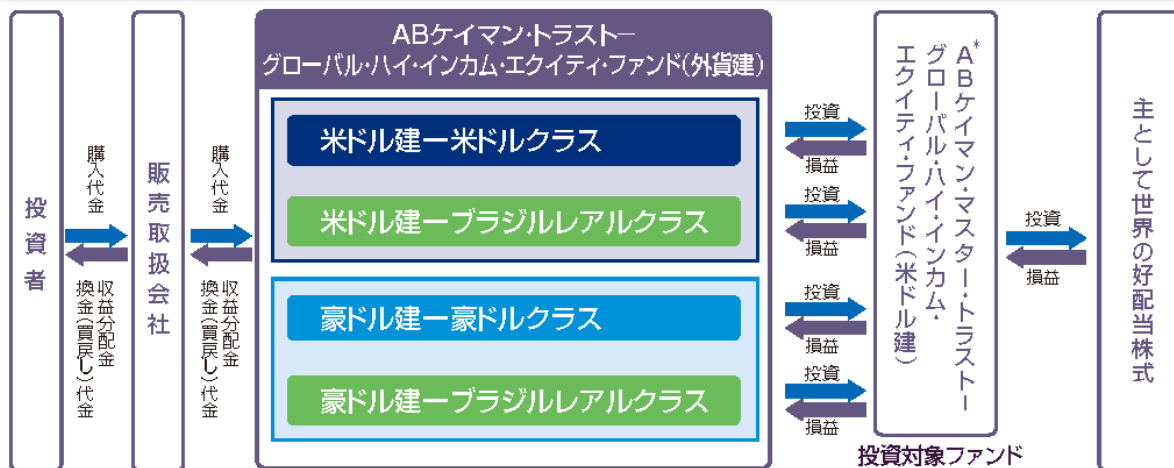 投資者
購入代金
収益分配金
換金(買戻し)代金
販売取扱会社
購入代金
収益分配金
換金(買戻し)代金
ABケイマン・トラストー
グローバル・ハイ・インカム・エクイティ・ファンド(外貨建)
米ドル建ー米ドルクラス
米ドル建ーブラジルレアルクラス
豪ドル建ー豪ドルクラス
豪ドル建ーブラジルレアルクラス
投資
損益
投資
損益
投資
損益
投資
損益
ABケイマン・マスター・トラストー*
グローバル・ハイ・インカム・
エクイティ・ファンド(米ドル建)
投資対象ファンド
投資
損益
主として世界の好配当株式